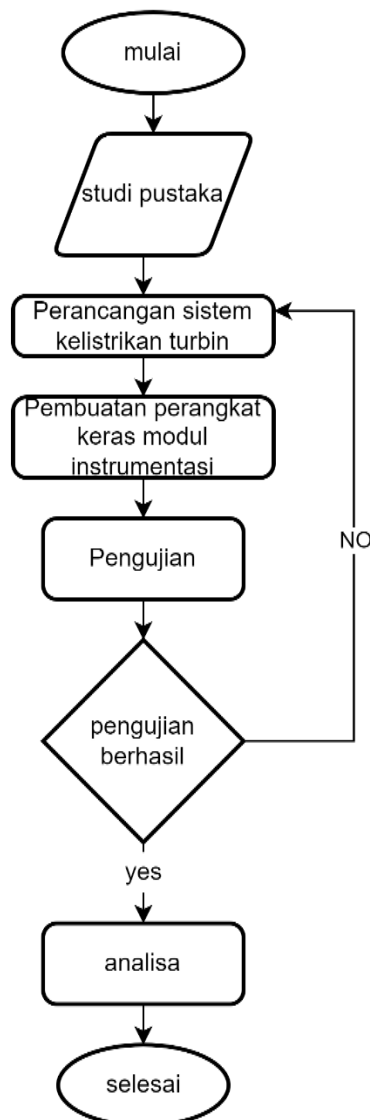 mulai
studi pustaka
Perancangan sistem
kelistrikan turbin
Pembuatan perangkat
keras modul
instrumentasi
Pengujian
NO
pengujian
berhasil
yes
analisa
selesai